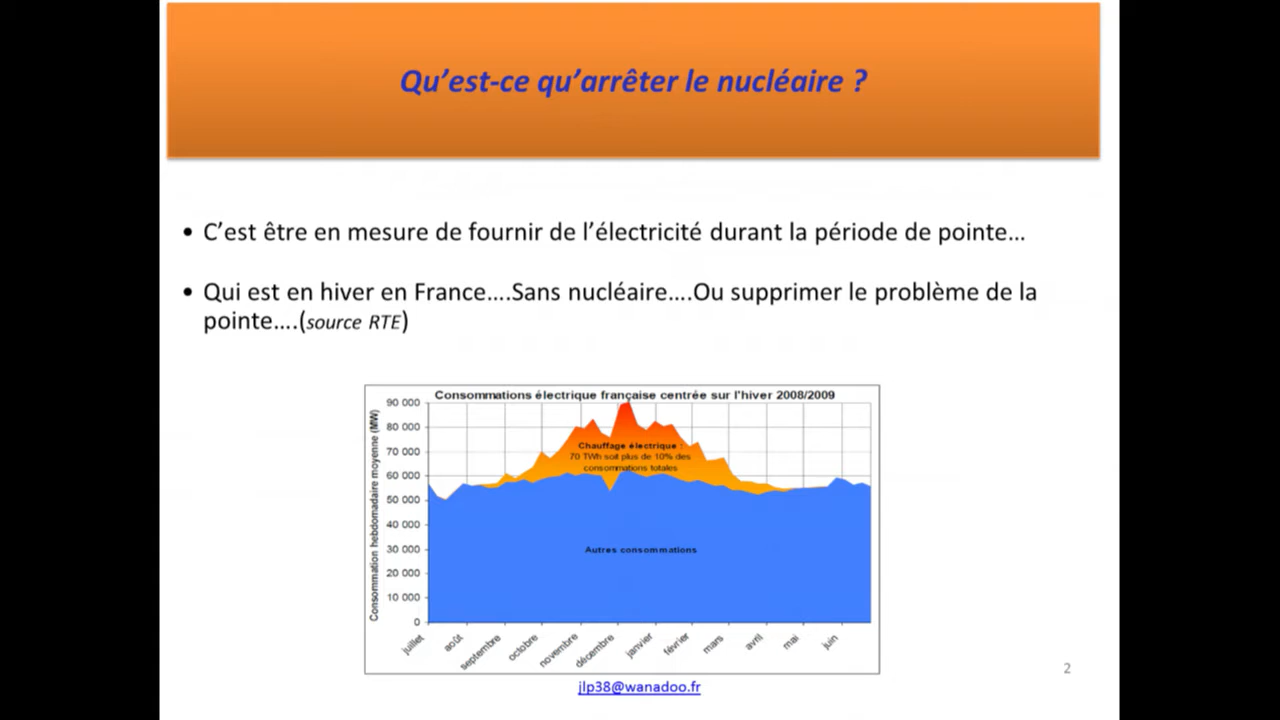 Qu’est-ce qu’arrêter le nucléaire ?
• C’est être en mesure de fournir de l’électricité durant la période de pointe…
• Qui est en hiver en France….Sans nucléaire….Ou supprimer le problème de la
pointe….(source RTE)
Consommations électrique française centrée sur l'hiver 2008/2009
Consommation hebdomadaire moyenne (MW)
90 000
80 000
70 000
60 000
50 000
40 000
30 000
20 000
10 000
0
Chauffage électrique :
70 TWh soit plus de 10% des
consommations totales
Autres consommations
juillet
août
septembre
octobre
novembre
décembre
janvier
février
mars
avril
mai
juin
jlp38@wanadoo.fr
2